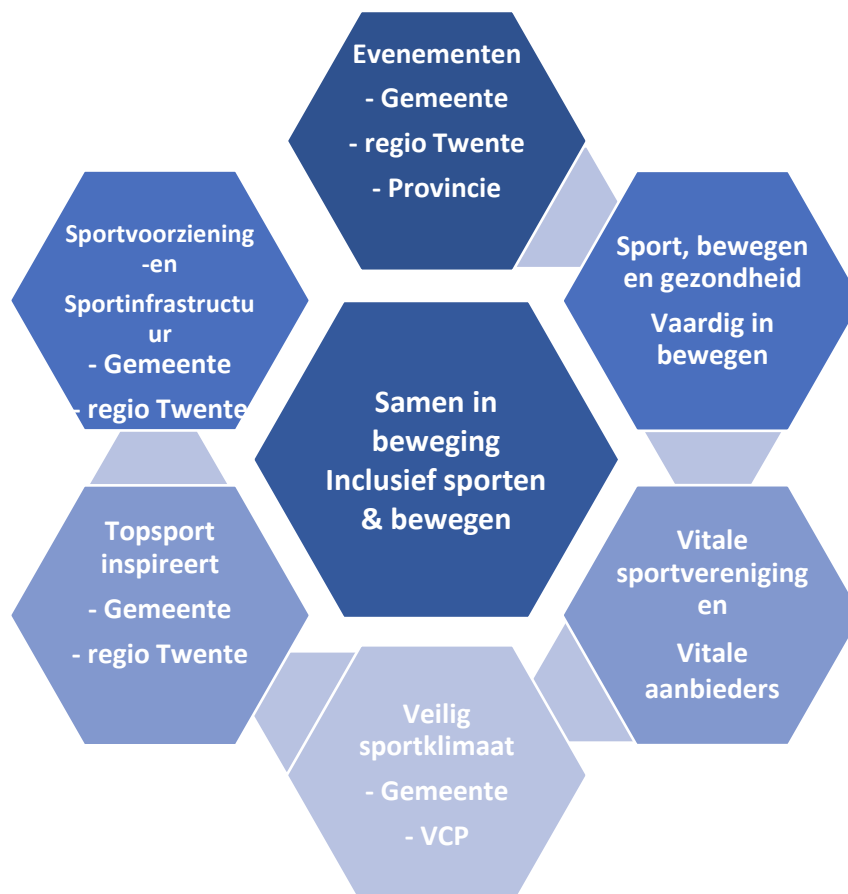 Evenementen
- Gemeente
- regio Twente
- Provincie
Sport, bewegen
en gezondheid
Vaardig in
bewegen
Vitale
sportvereniging
en
Vitale
aanbieders
Veilig
sportklimaat
- Gemeente
- VCP
Topsport
inspireert
- Gemeente
- regio Twente
Sportvoorziening
-en
Sportinfrastructu
ur
- Gemeente
- regio Twente
Samen in
beweging
Inclusief sporten
& bewegen